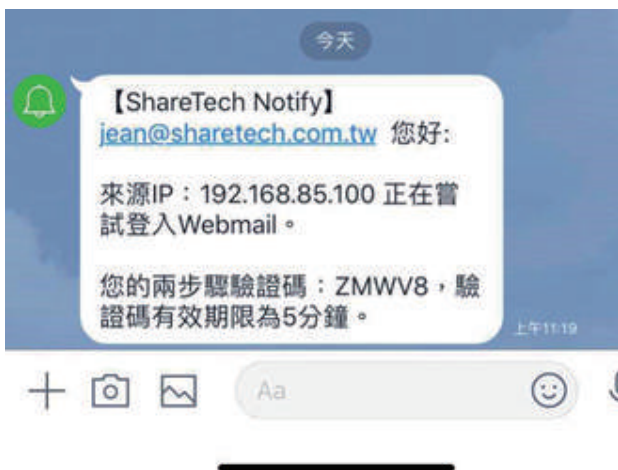 今天
【ShareTech Notify】
jean@sharetech.com.tw 您好:
來源IP：192.168.85.100 正在嘗
試登入Webmail。
您的兩步驟驗證碼：ZMWV8，驗
證碼有效期限為5分鐘。
上午11:19
Aa